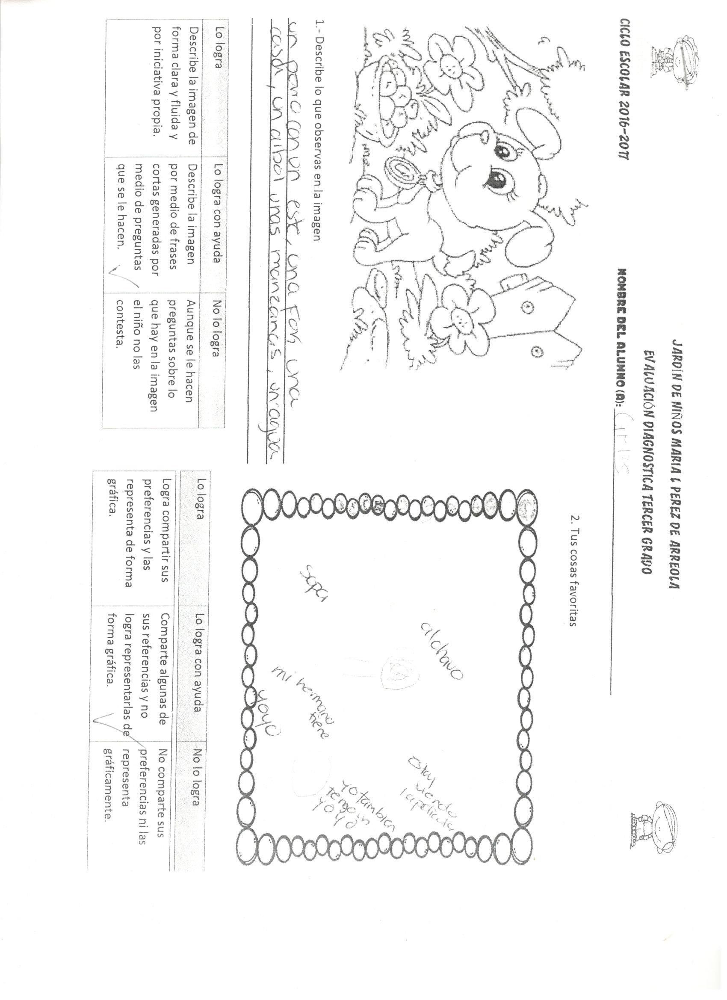 JARDÍN DE NIÑOS MARIA L PEREZ DE ARREOLA
EVALUACIÓN DIAGNOSTICA TERCER GRADO
CICLO ESCOLAR 2016-2017 NOMBRE DEL ALUMNO (A):
1.- Describe lo que observas en la imagen
un perro con un este, una For, una
casa, un albol unas manzanas, un agua
Lo logra Lo logra con ayuda No lo logra
Describe la imagen de Describe la imagen Aunque se le hacen
forma clara y fluida y por medio de frases preguntas sobre lo
por iniciativa propia. cortas generadas por que hay en la imagen
medio de preguntas el niño no las
que se le hacen. contesta.
2. Tus cosas favoritas
al chavo
estoy
viendo
la pelicula
sopa
mi hermano
tiene
yoyo
yo tambien
tengo un
yoyo
Lo logra Lo logra con ayuda No lo logra
Logra compartir sus Comparte algunas de No comparte sus
preferencias y las sus referencias y no preferencias ni las
representa de forma logra representarlas de representa
gráfica. forma gráfica. gráficamente.